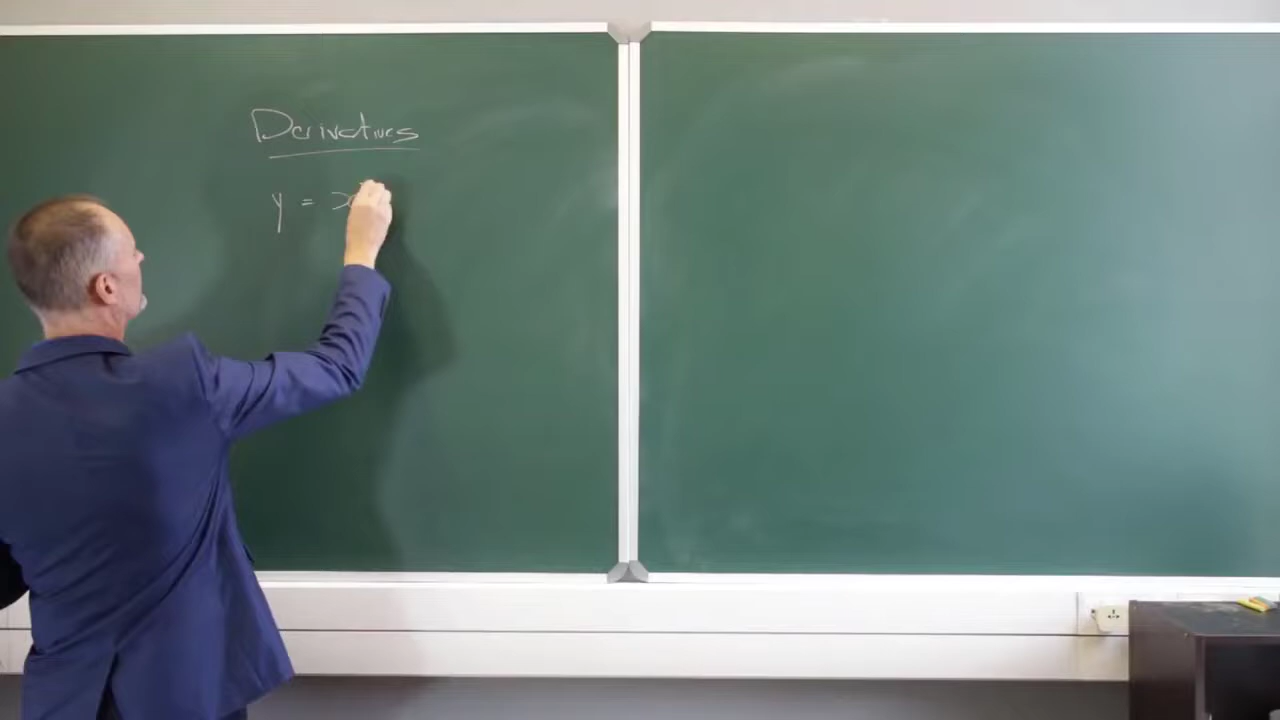 Derivatives
y = x